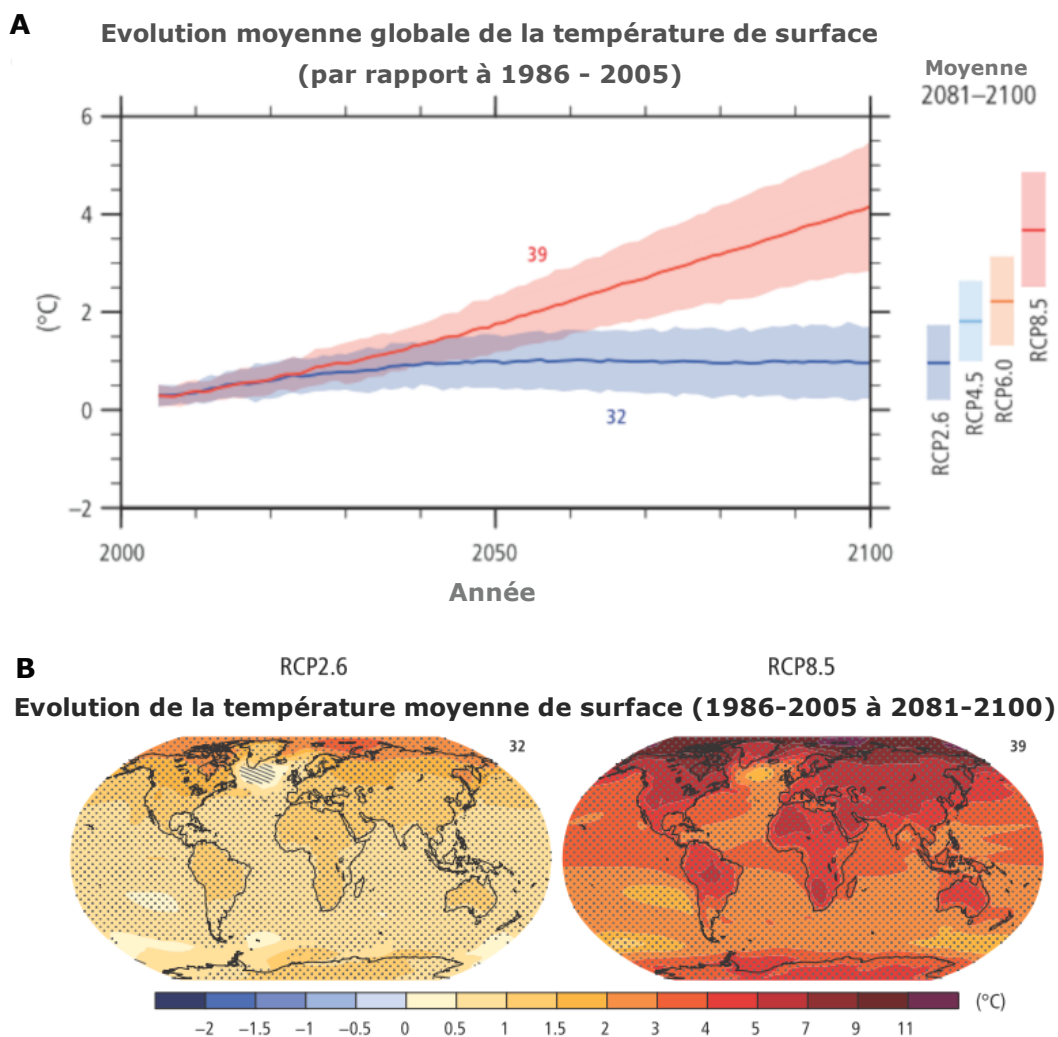 A
Evolution moyenne globale de la température de surface
(par rapport à 1986 - 2005)
Moyenne
2081–2100
6
4
2
0
−2
(°C)
39
32
2000
2050
2100
Année
RCP2.6
RCP4.5
RCP6.0
RCP8.5
B
RCP2.6
RCP8.5
Evolution de la température moyenne de surface (1986-2005 à 2081-2100)
32
39
(°C)
−2 −1.5 −1 −0.5 0 0.5 1 1.5 2 3 4 5 7 9 11